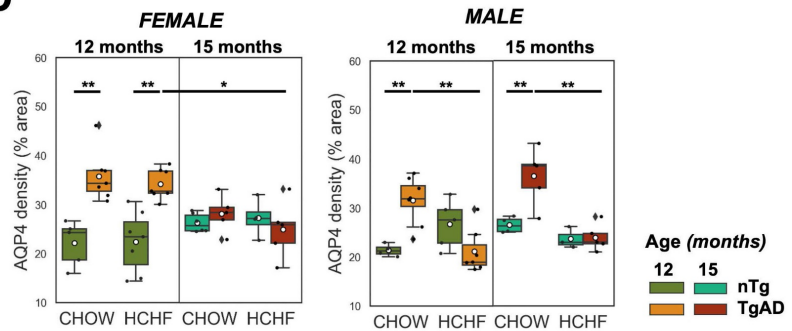 FEMALE
12 months 15 months
AQP4 density (% area)
60
50
40
30
20
10
** ** *
CHOW HCHF CHOW HCHF
MALE
12 months 15 months
AQP4 density (% area)
60
50
40
30
20
10
** ** ** **
CHOW HCHF CHOW HCHF
Age (months)
12 15
nTg
TgAD